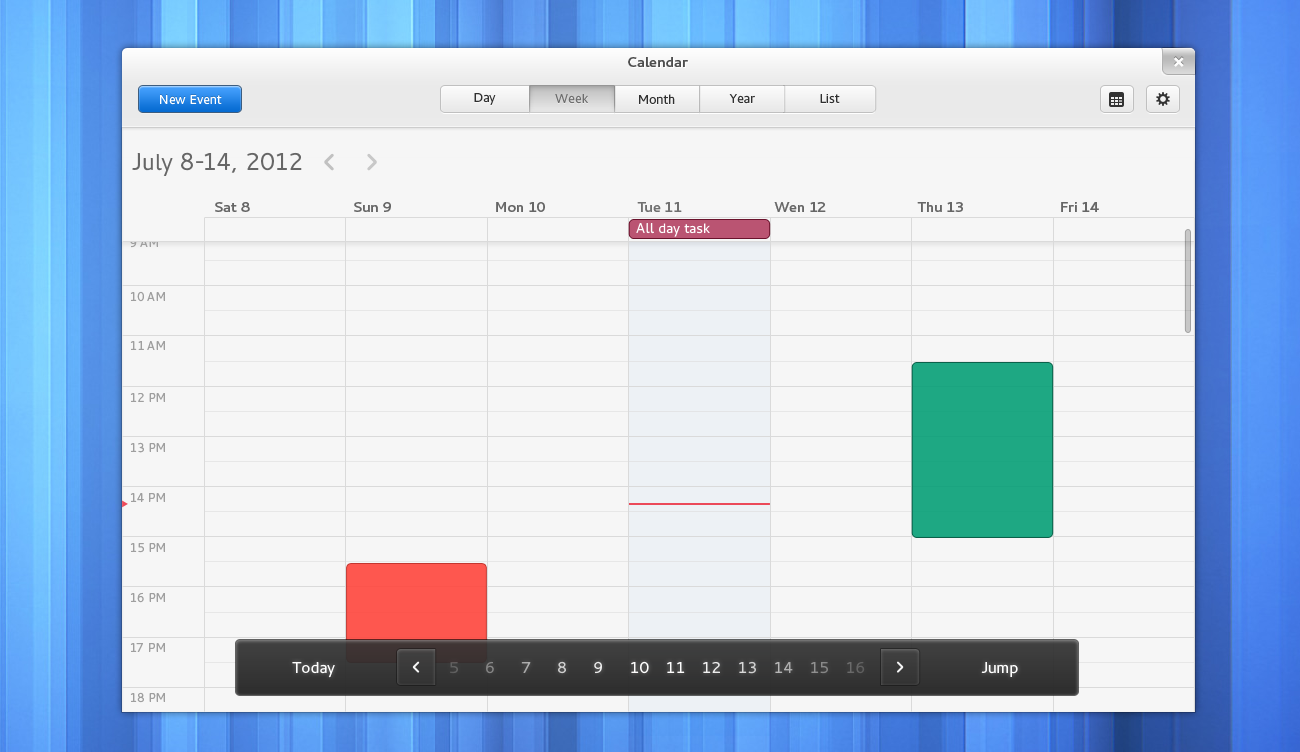 Calendar
New Event
Day Week Month Year List
July 8-14, 2012
Sat 8 Sun 9 Mon 10 Tue 11 Wen 12 Thu 13 Fri 14
All day task
9 AM
10 AM
11 AM
12 PM
13 PM
14 PM
15 PM
16 PM
17 PM
Today 5 6 7 8 9 10 11 12 13 14 15 16 Jump
18 PM